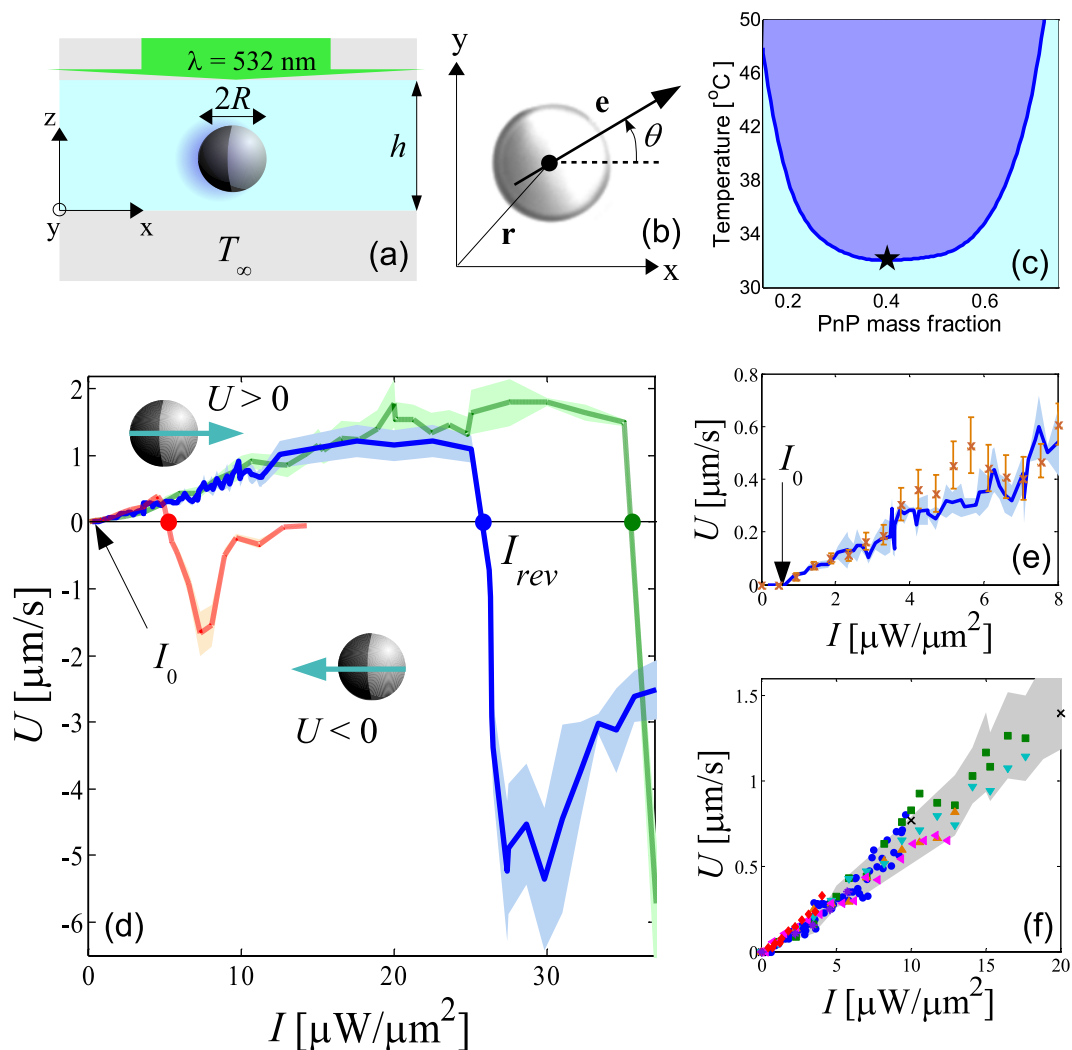 λ = 532 nm
2R
z
h
y
x
T∞
(a)
y
e
θ
r
x
(b)
Temperature [°C]
50
46
42
38
34
30
(c)
0.2
0.4
0.6
PnP mass fraction
U [μm/s]
2
1
0
-1
-2
-3
-4
-5
-6
U > 0
I₀
I_rev
U < 0
(d)
0
10
20
30
I [μW/μm²]
U [μm/s]
0.8
0.6
0.4
0.2
0
I₀
(e)
0
2
4
6
8
I [μW/μm²]
U [μm/s]
1.5
1
0.5
0
(f)
0
5
10
15
20
I [μW/μm²]